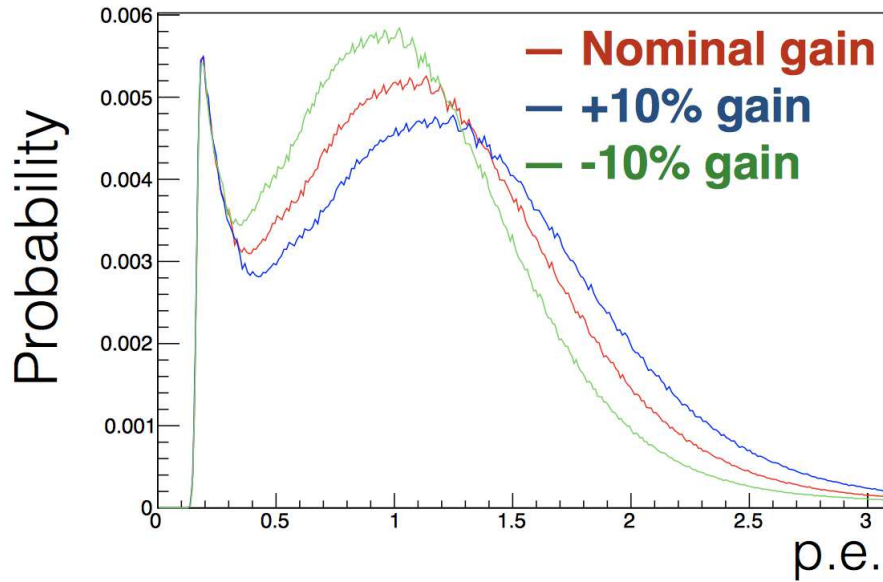 Probability
0.006
0.005
0.004
0.003
0.002
0.001
0
— Nominal gain
— +10% gain
— -10% gain
0 0.5 1 1.5 2 2.5 3
p.e.